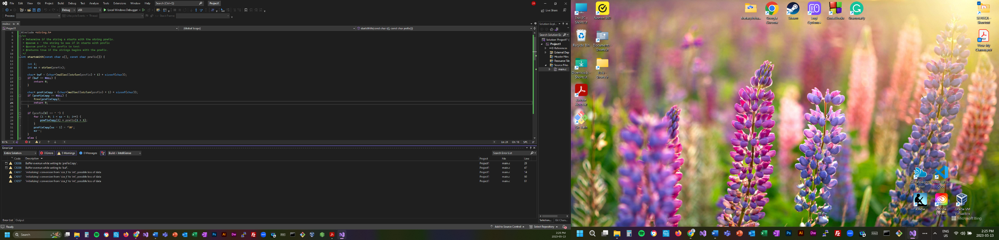 File Edit View Git Project Build Debug Test Analyze Tools Extensions Window Help Search (Ctrl+Q) Project1 JA
Debug x64 Local Windows Debugger Live Share
Process: Lifecycle Events Thread: Stack Frame:
main.c
Project1 (Global Scope) startsWith(const char s[], const char prefix[])
4 #include <string.h>
5 /**
6 * Determine if the string s starts with the string prefix.
7 * @param s - the string to see if it starts with prefix
8 * @param prefix - the prefix to test
9 * @returns true if the strings begins with the prefix.
10 */
11 int startsWith(const char s[], const char prefix[]) {
12
13 int i;
14 int sz = strlen(prefix);
15
16 char* buf = (char*)malloc((strlen(prefix) + 1) * sizeof(char));
17 if (buf == NULL) {
18 return 0;
19 }
20
21 char* preFixCopy = (char*)malloc((strlen(prefix) + 1) * sizeof(char));
22 if (preFixCopy == NULL) {
23 free(preFixCopy);
24 return 0;
25 }
26
27 if (prefix[0] == ' ') {
28 for (i = 0; i < sz - 1; i++) {
29 preFixCopy[i] = prefix[i + 1];
30 }
31 preFixCopy[sz - 1] = '\0';
32 sz--;
33 }
34 else {
93 % 0 2 Ln: 24 Ch: 18 SPC LF
Solution Expl...
Search Solution Ex
Solution 'Project1' (
Project1
References
External Dep
Header Files
Resource File
Source Files
main.c
Error List
Entire Solution 0 Errors 5 Warnings 0 Messages Build + IntelliSense Search Error List
Code Description Project File Line
C6386 Buffer overrun while writing to 'preFixCopy'. Project1 main.c 29
C6386 Buffer overrun while writing to 'buf'. Project1 main.c 47
C4267 'initializing': conversion from 'size_t' to 'int', possible loss of data Project1 main.c 14
C4267 'initializing': conversion from 'size_t' to 'int', possible loss of data Project1 main.c 60
C4267 'initializing': conversion from 'size_t' to 'int', possible loss of data Project1 main.c 61
Error List Output Solution... Git Chan...
Ready Add to Source Control Select Repository
Search
2:25 PM
2023-05-13
This PC -
Shortcut
Norton 360
Recycle Bin
Documents -
Shortcut
Downloads -
Shortcut
Julia -
Shortcut
Adobe
Acrobat
Git Bash
Metasploita...
Google
Chrome
Steam
Logi
Options+
CodeBlocks
Grammarly
SENECA -
Shortcut
View My
Classes.pdf
Cloudpaging
Player
Visual Studio
Code
Kindle
Adobe
Creati...
Oracle VM
VirtualBox
Microsoft Bing
ENG
US
2:25 PM
2023-05-13